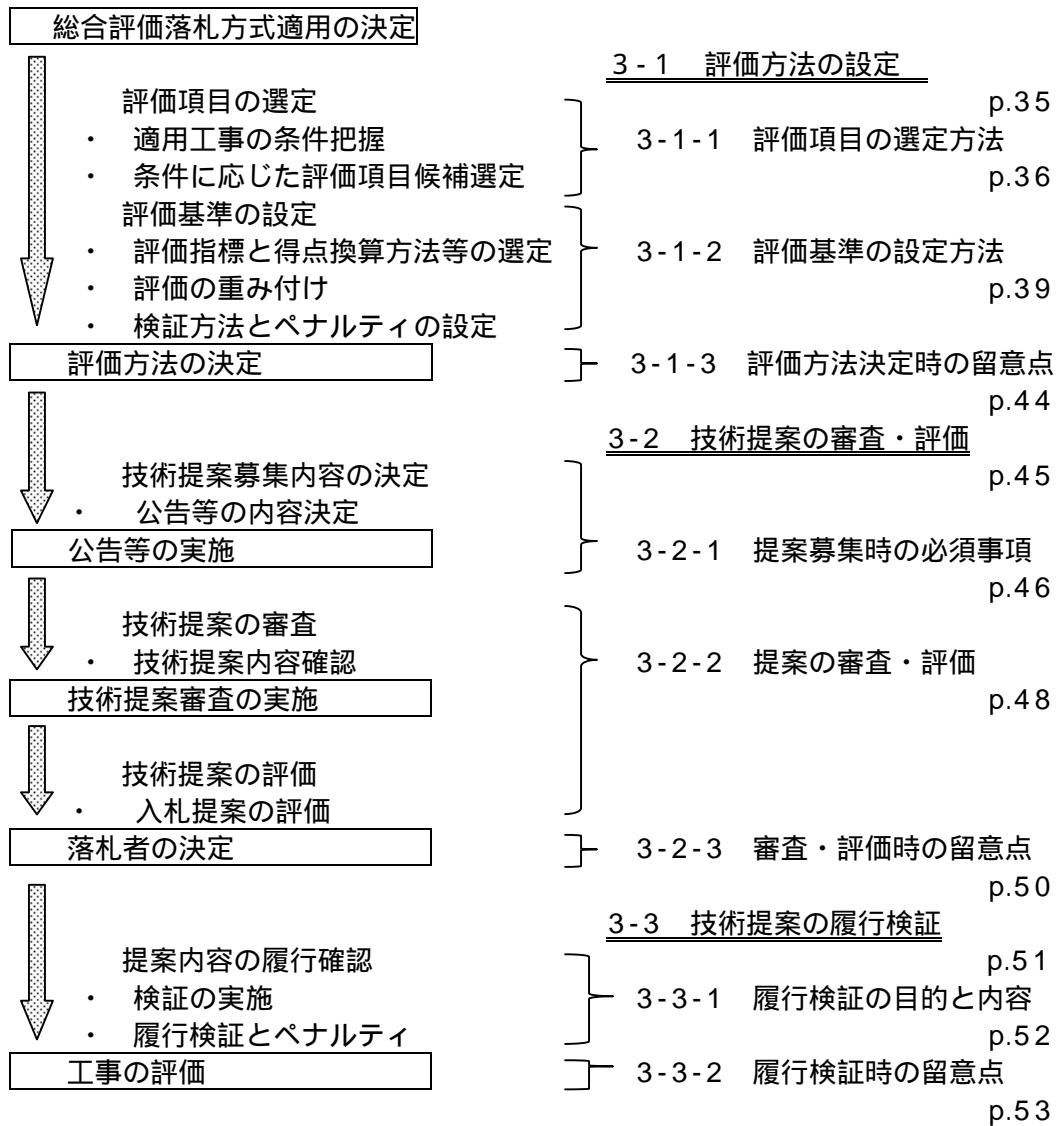 総合評価落札方式適用の決定
3-1　評価方法の設定
評価項目の選定
p.35
・　適用工事の条件把握
3-1-1　評価項目の選定方法
・　条件に応じた評価項目候補選定
p.36
評価基準の設定
・　評価指標と得点換算方法等の選定
3-1-2　評価基準の設定方法
・　評価の重み付け
p.39
・　検証方法とペナルティの設定
評価方法の決定
3-1-3　評価方法決定時の留意点
p.44
3-2　技術提案の審査・評価
技術提案募集内容の決定
p.45
・　公告等の内容決定
公告等の実施
3-2-1　提案募集時の必須事項
p.46
技術提案の審査
・　技術提案内容確認
3-2-2　提案の審査・評価
技術提案審査の実施
p.48
技術提案の評価
・　入札提案の評価
落札者の決定
3-2-3　審査・評価時の留意点
p.50
3-3　技術提案の履行検証
提案内容の履行確認
p.51
・　検証の実施
3-3-1　履行検証の目的と内容
・　履行検証とペナルティ
p.52
工事の評価
3-3-2　履行検証時の留意点
p.53